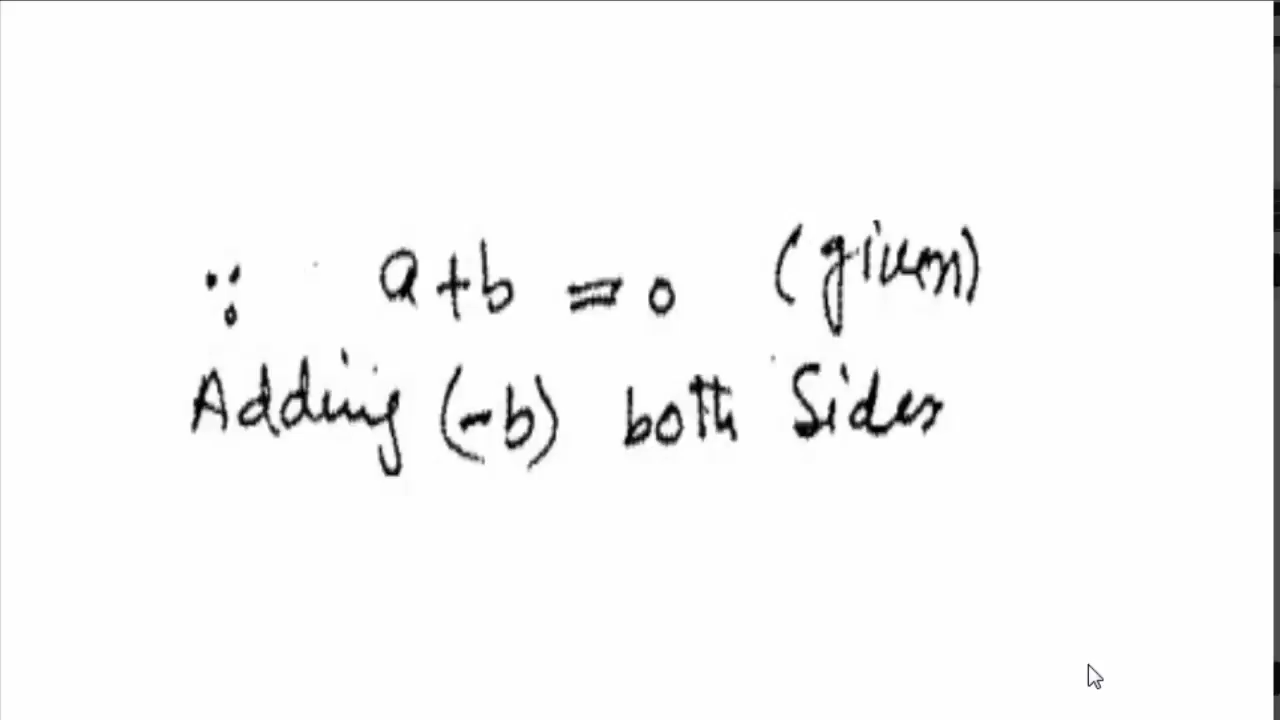 ∵ a+b = 0 (given)
Adding (-b) both Sides